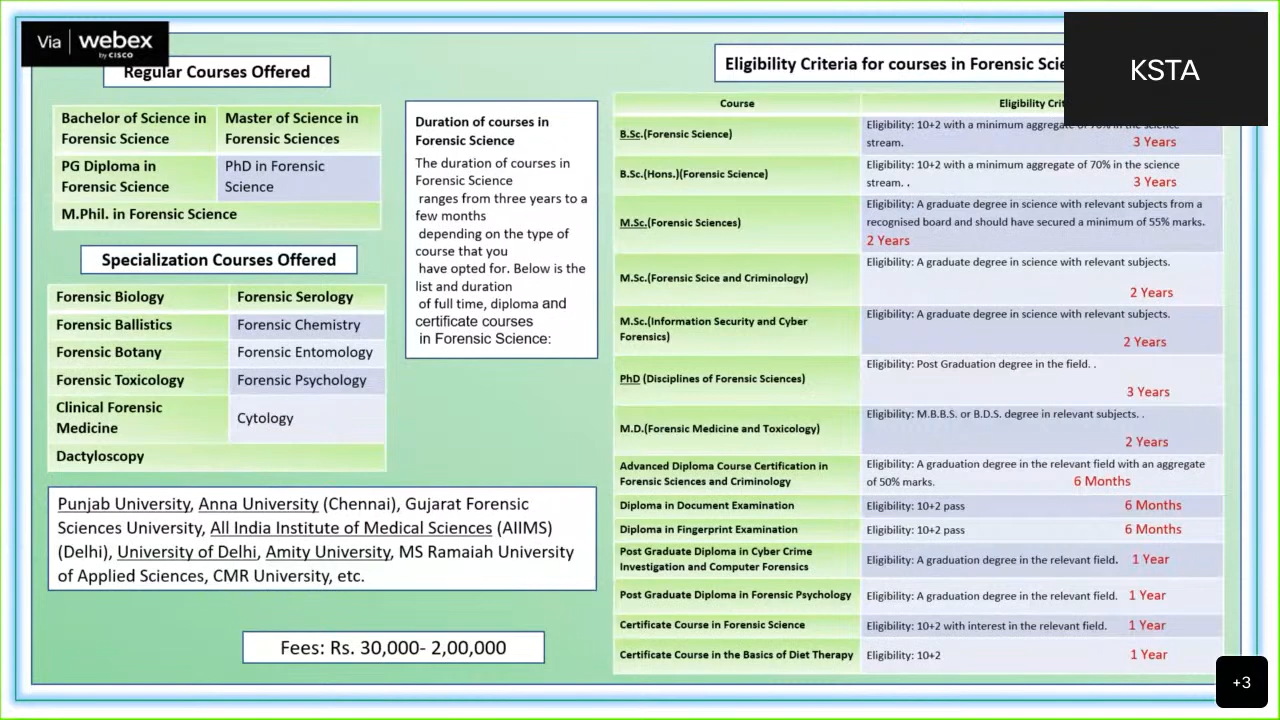 Via webex
by CISCO
KSTA
Regular Courses Offered
Bachelor of Science in
Forensic Science
Master of Science in
Forensic Sciences
PG Diploma in
Forensic Science
PhD in Forensic
Science
M.Phil. in Forensic Science
Specialization Courses Offered
Forensic Biology
Forensic Serology
Forensic Ballistics
Forensic Chemistry
Forensic Botany
Forensic Entomology
Forensic Toxicology
Forensic Psychology
Clinical Forensic
Medicine
Cytology
Dactyloscopy
Punjab University, Anna University (Chennai), Gujarat Forensic
Sciences University, All India Institute of Medical Sciences (AIIMS)
(Delhi), University of Delhi, Amity University, MS Ramaiah University
of Applied Sciences, CMR University, etc.
Fees: Rs. 30,000- 2,00,000
Duration of courses in
Forensic Science
The duration of courses in
Forensic Science
ranges from three years to a
few months
depending on the type of
course that you
have opted for. Below is the
list and duration
of full time, diploma and
certificate courses
in Forensic Science:
Eligibility Criteria for courses in Forensic
Course
Eligibility
B.Sc.(Forensic Science)
Eligibility: 10+2 with a minimum aggregate of 70% in the science
stream. 3 Years
B.Sc.(Hons.)(Forensic Science)
Eligibility: 10+2 with a minimum aggregate of 70% in the science
stream. . 3 Years
M.Sc.(Forensic Sciences)
Eligibility: A graduate degree in science with relevant subjects from a
recognised board and should have secured a minimum of 55% marks.
2 Years
M.Sc.(Forensic Scice and Criminology)
Eligibility: A graduate degree in science with relevant subjects.
2 Years
M.Sc.(Information Security and Cyber
Forensics)
Eligibility: A graduate degree in science with relevant subjects.
2 Years
PhD (Disciplines of Forensic Sciences)
Eligibility: Post Graduation degree in the field. .
3 Years
M.D.(Forensic Medicine and Toxicology)
Eligibility: M.B.B.S. or B.D.S. degree in relevant subjects. .
2 Years
Advanced Diploma Course Certification in
Forensic Sciences and Criminology
Eligibility: A graduation degree in the relevant field with an aggregate
of 50% marks. 6 Months
Diploma in Document Examination
Eligibility: 10+2 pass 6 Months
Diploma in Fingerprint Examination
Eligibility: 10+2 pass 6 Months
Post Graduate Diploma in Cyber Crime
Investigation and Computer Forensics
Eligibility: A graduation degree in the relevant field. 1 Year
Post Graduate Diploma in Forensic Psychology
Eligibility: A graduation degree in the relevant field. 1 Year
Certificate Course in Forensic Science
Eligibility: 10+2 with interest in the relevant field. 1 Year
Certificate Course in the Basics of Diet Therapy
Eligibility: 10+2 1 Year
+3